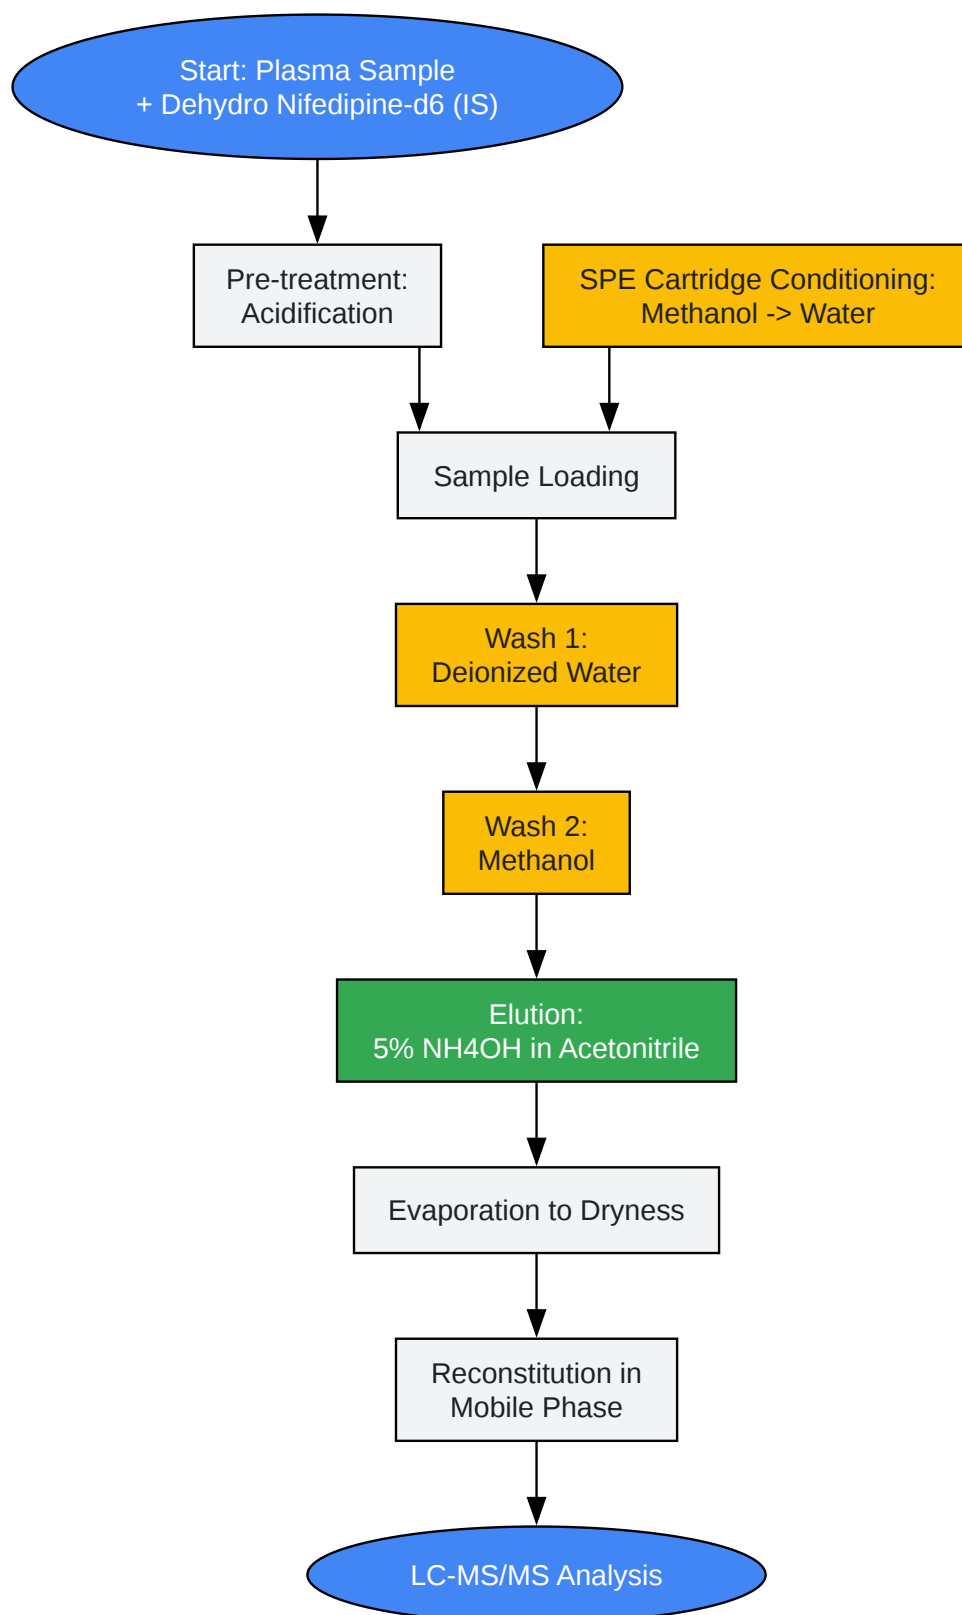 Start: Plasma Sample
+ Dehydro Nifedipine-d6 (IS)
Pre-treatment:
Acidification
SPE Cartridge Conditioning:
Methanol -> Water
Sample Loading
Wash 1:
Deionized Water
Wash 2:
Methanol
Elution:
5% NH4OH in Acetonitrile
Evaporation to Dryness
Reconstitution in
Mobile Phase
LC-MS/MS Analysis